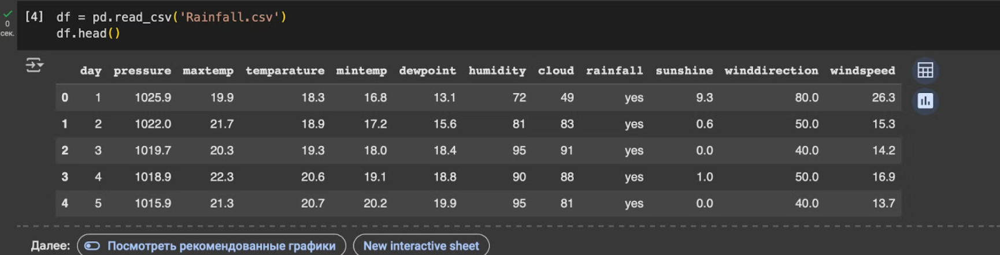 [4] df = pd.read_csv('Rainfall.csv')
0
сек.
df.head()
day pressure maxtemp temparature mintemp dewpoint humidity cloud rainfall sunshine winddirection windspeed
0 1 1025.9 19.9 18.3 16.8 13.1 72 49 yes 9.3 80.0 26.3
1 2 1022.0 21.7 18.9 17.2 15.6 81 83 yes 0.6 50.0 15.3
2 3 1019.7 20.3 19.3 18.0 18.4 95 91 yes 0.0 40.0 14.2
3 4 1018.9 22.3 20.6 19.1 18.8 90 88 yes 1.0 50.0 16.9
4 5 1015.9 21.3 20.7 20.2 19.9 95 81 yes 0.0 40.0 13.7
Далее: Посмотреть рекомендованные графики New interactive sheet